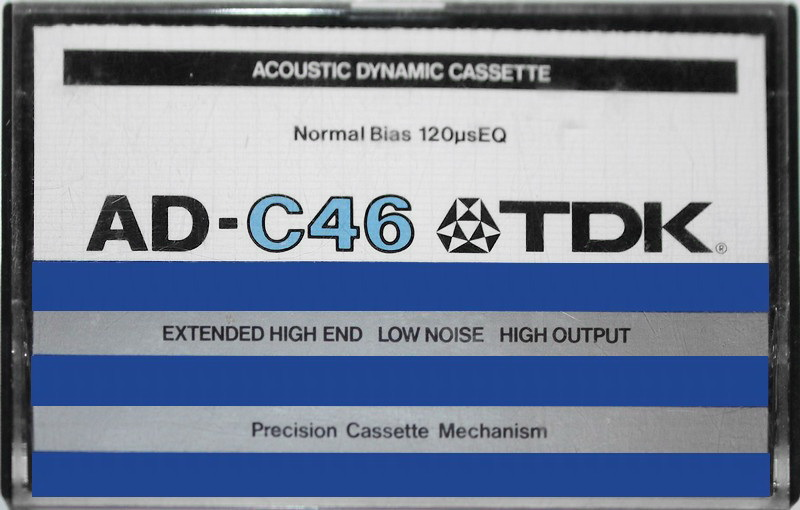 ACOUSTIC DYNAMIC CASSETTE
Normal Bias 120µsEQ
AD-C46 TDK®
EXTENDED HIGH END LOW NOISE HIGH OUTPUT
Precision Cassette Mechanism